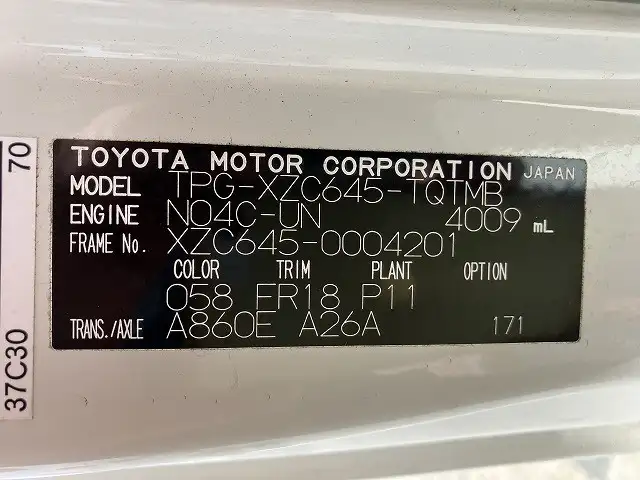 TOYOTA MOTOR CORPORATION JAPAN
MODEL TPG-XZC645-TQTMB
ENGINE N04C-UN 4009 mL
FRAME No. XZC645-0004201
COLOR TRIM PLANT OPTION
058 FR18 P11
TRANS./AXLE A860E A26A 171
37C30 70